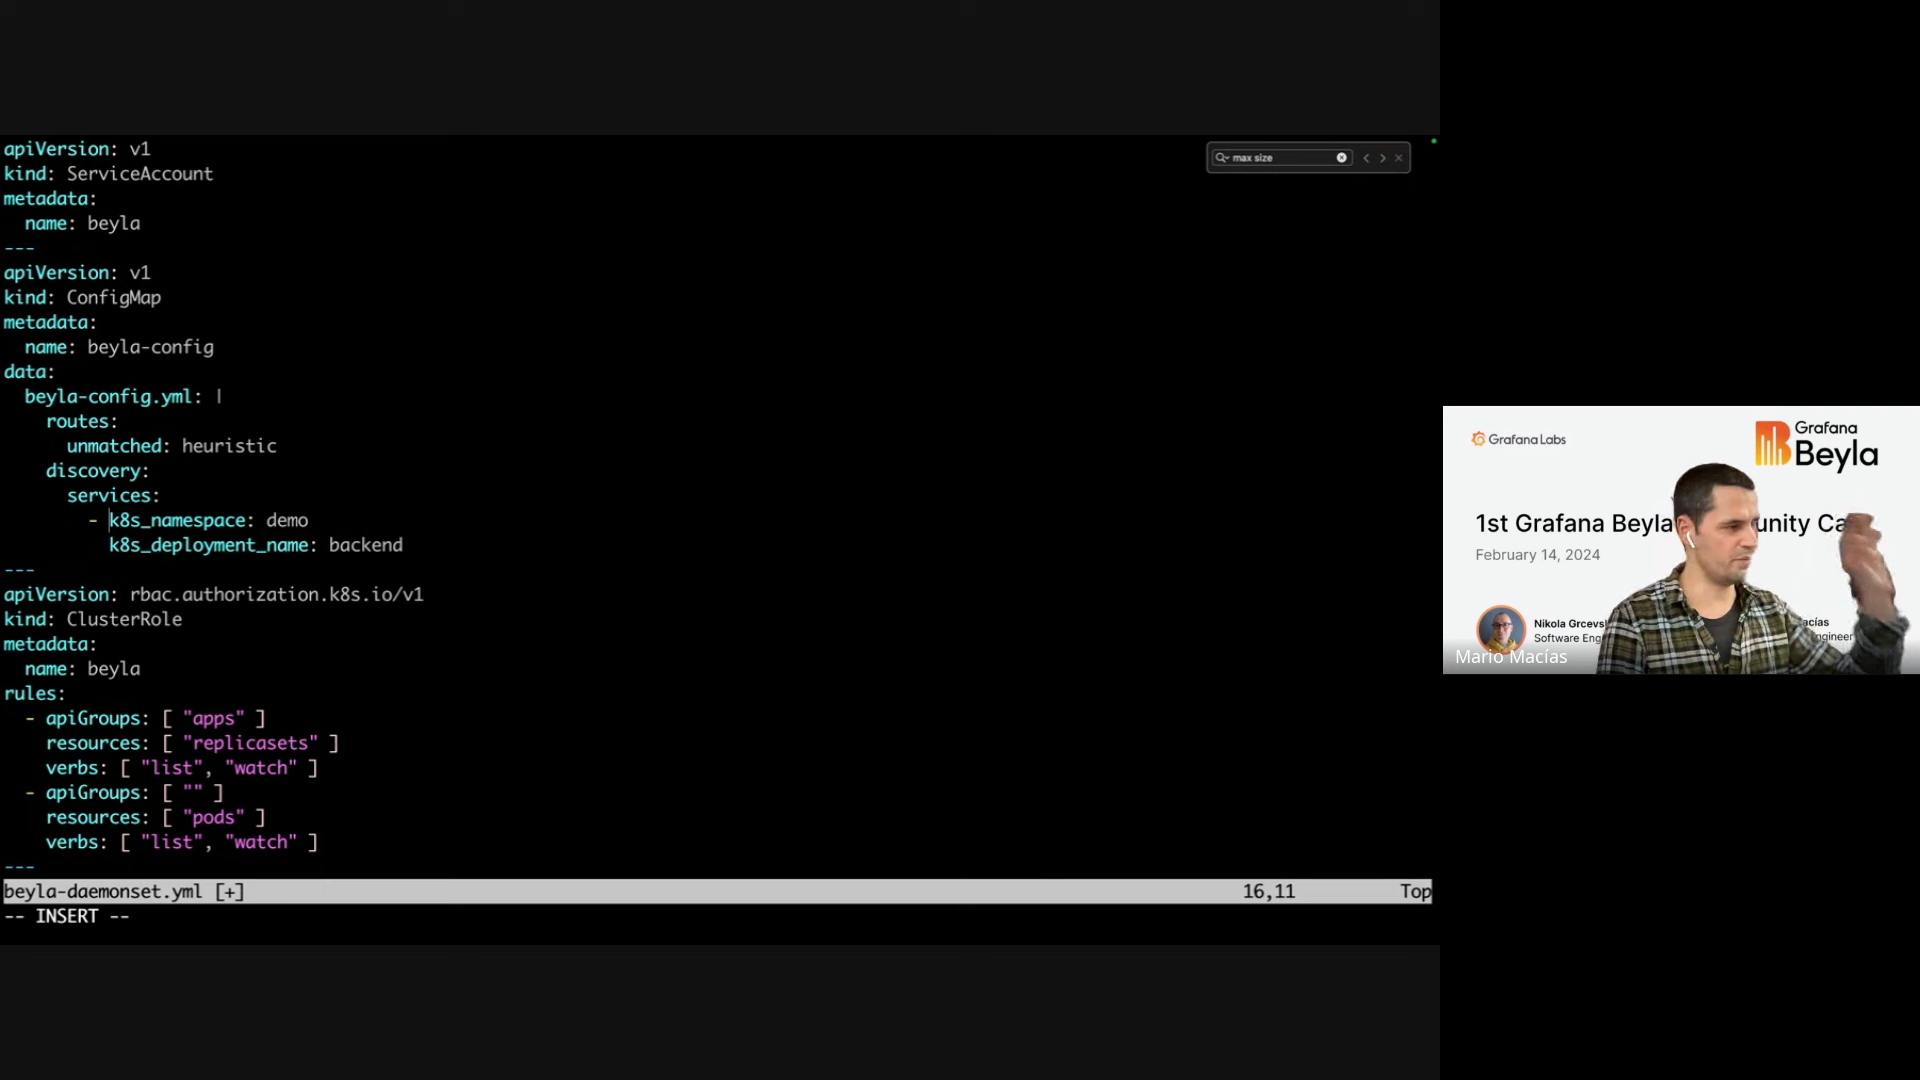 apiVersion: v1
kind: ServiceAccount
metadata:
  name: beyla
---
apiVersion: v1
kind: ConfigMap
metadata:
  name: beyla-config
data:
  beyla-config.yml: |
    routes:
      unmatched: heuristic
    discovery:
      services:
        - k8s_namespace: demo
          k8s_deployment_name: backend
---
apiVersion: rbac.authorization.k8s.io/v1
kind: ClusterRole
metadata:
  name: beyla
rules:
  - apiGroups: [ "apps" ]
    resources: [ "replicasets" ]
    verbs: [ "list", "watch" ]
  - apiGroups: [ "" ]
    resources: [ "pods" ]
    verbs: [ "list", "watch" ]
---
beyla-daemonset.yml [+] 16,11 Top
-- INSERT --
max size
Grafana Labs
Grafana
Beyla
1st Grafana Beyla
February 14, 2024
Nikola
Software
Mario Macías